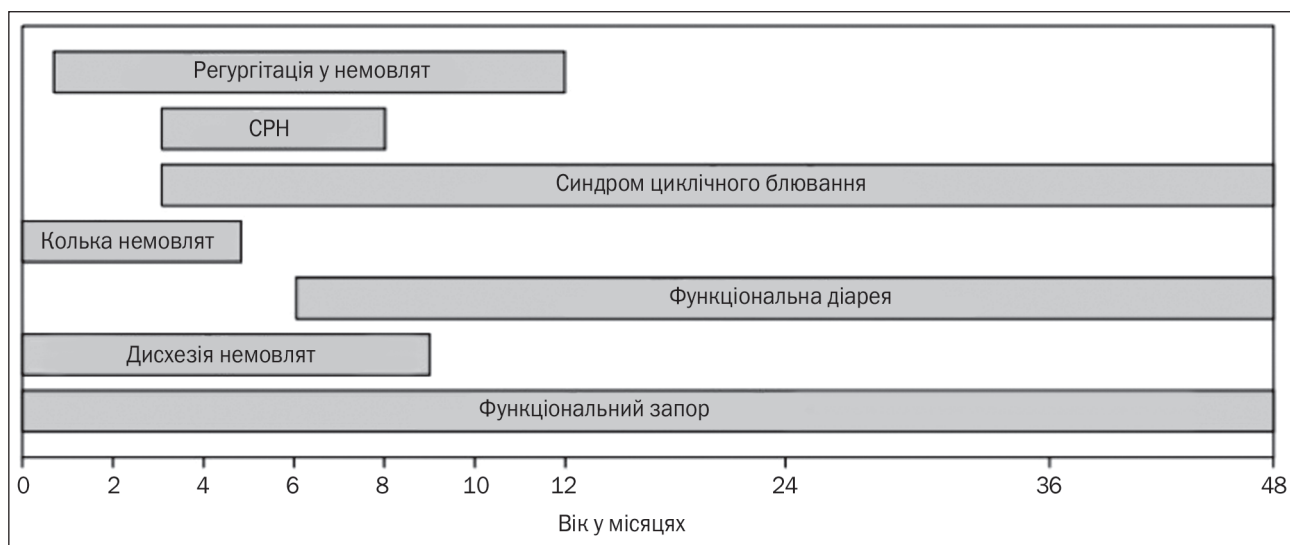 Регургітація у немовлят
СРН
Синдром циклічного блювання
Колька немовлят
Функціональна діарея
Дисхезія немовлят
Функціональний запор
0 2 4 6 8 10 12 24 36 48
Вік у місяцях